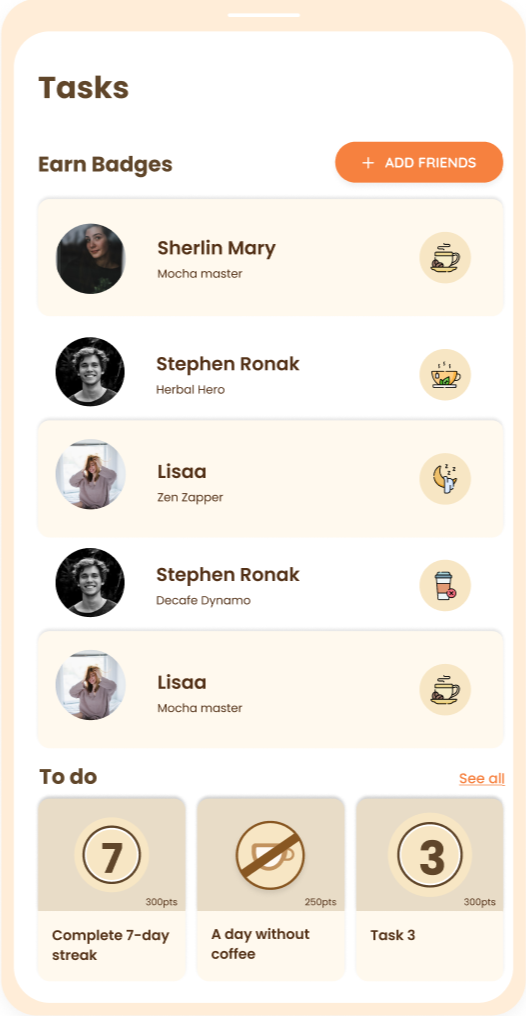 Tasks
Earn Badges
+ ADD FRIENDS
Sherlin Mary
Mocha master
Stephen Ronak
Herbal Hero
Lisaa
Zen Zapper
Stephen Ronak
Decafe Dynamo
Lisaa
Mocha master
To do
See all
7
300pts
Complete 7-day
streak
250pts
A day without
coffee
3
300pts
Task 3